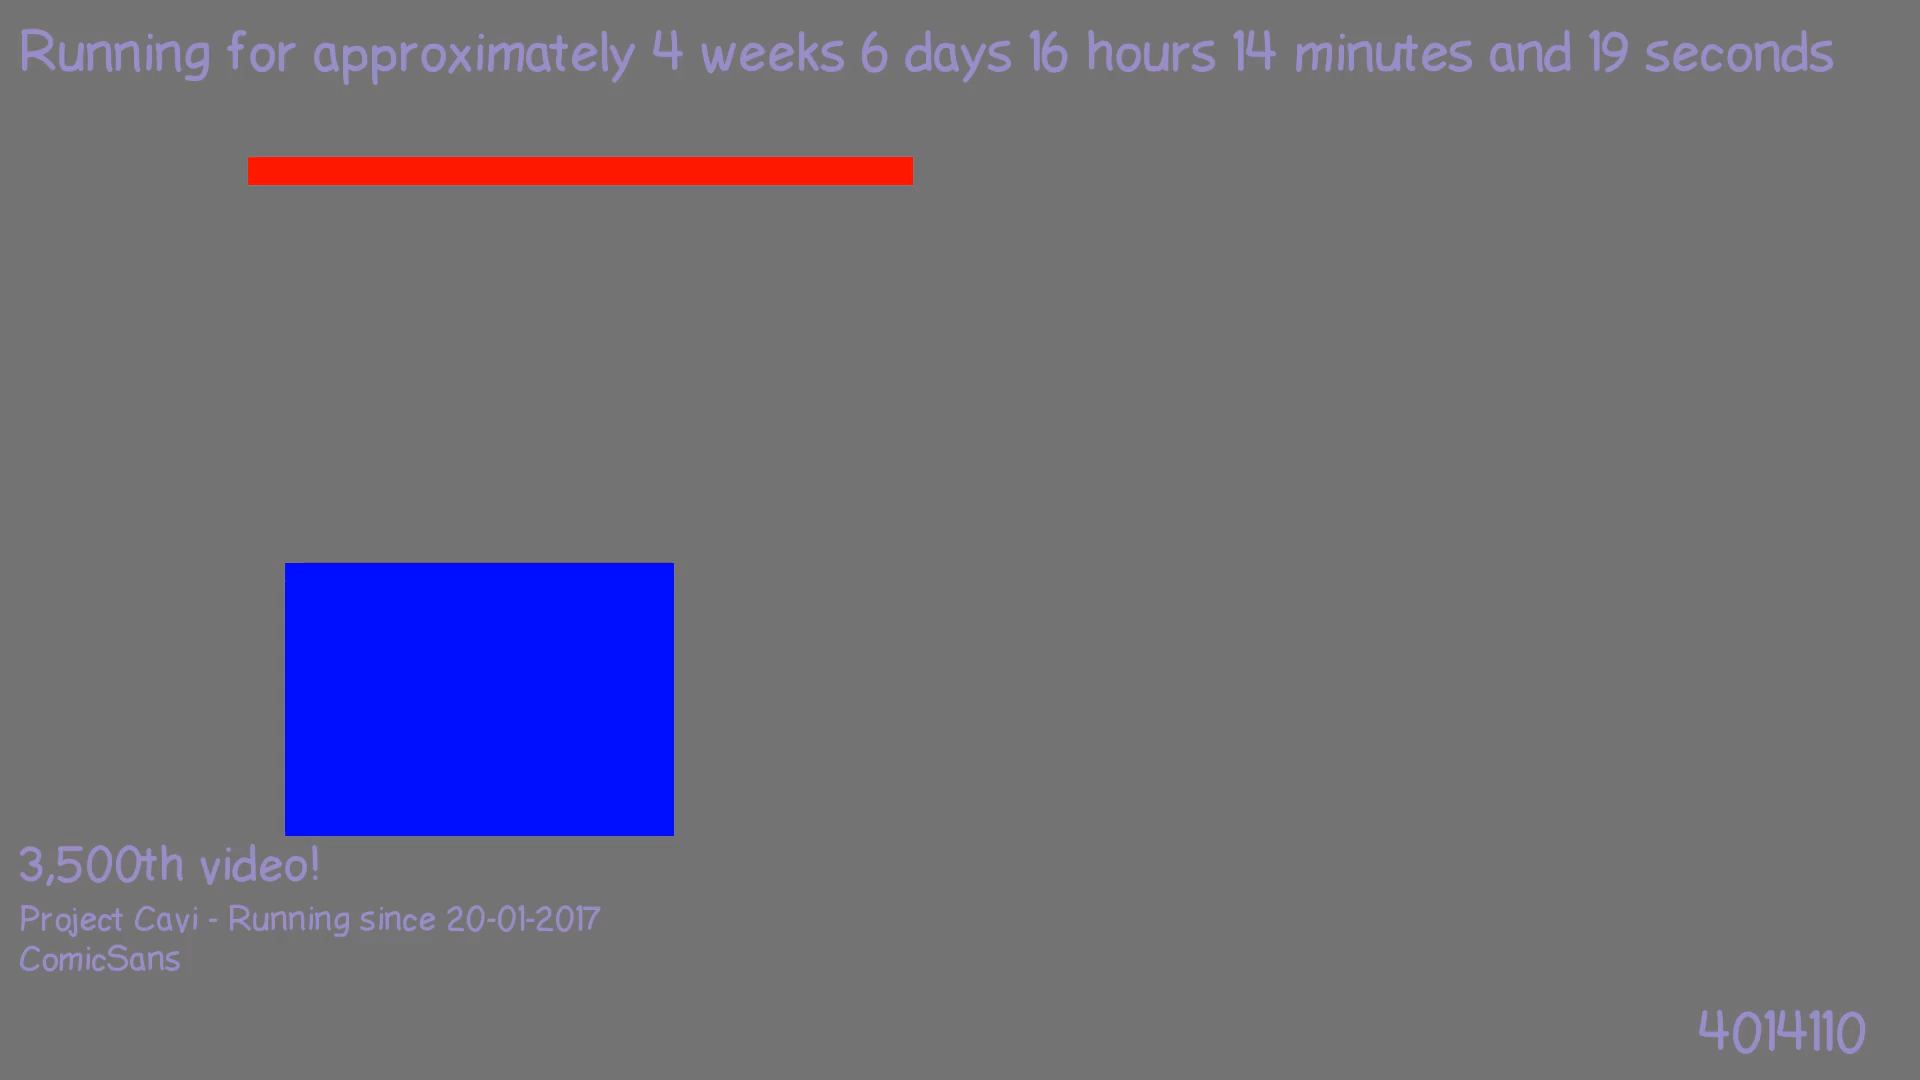 Running for approximately 4 weeks 6 days 16 hours 14 minutes and 19 seconds
3,500th video!
Project Cavi - Running since 20-01-2017
ComicSans
4014110